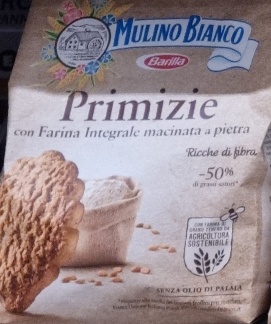 MULINO BIANCO
Barilla
Primizie
con Farina Integrale macinata a pietra
Ricche di fibra
-50%
di grassi saturi*
CON FARINA DI
GRANO TENERO DA
AGRICOLTURA
SOSTENIBILE
SENZA OLIO DI PALMA